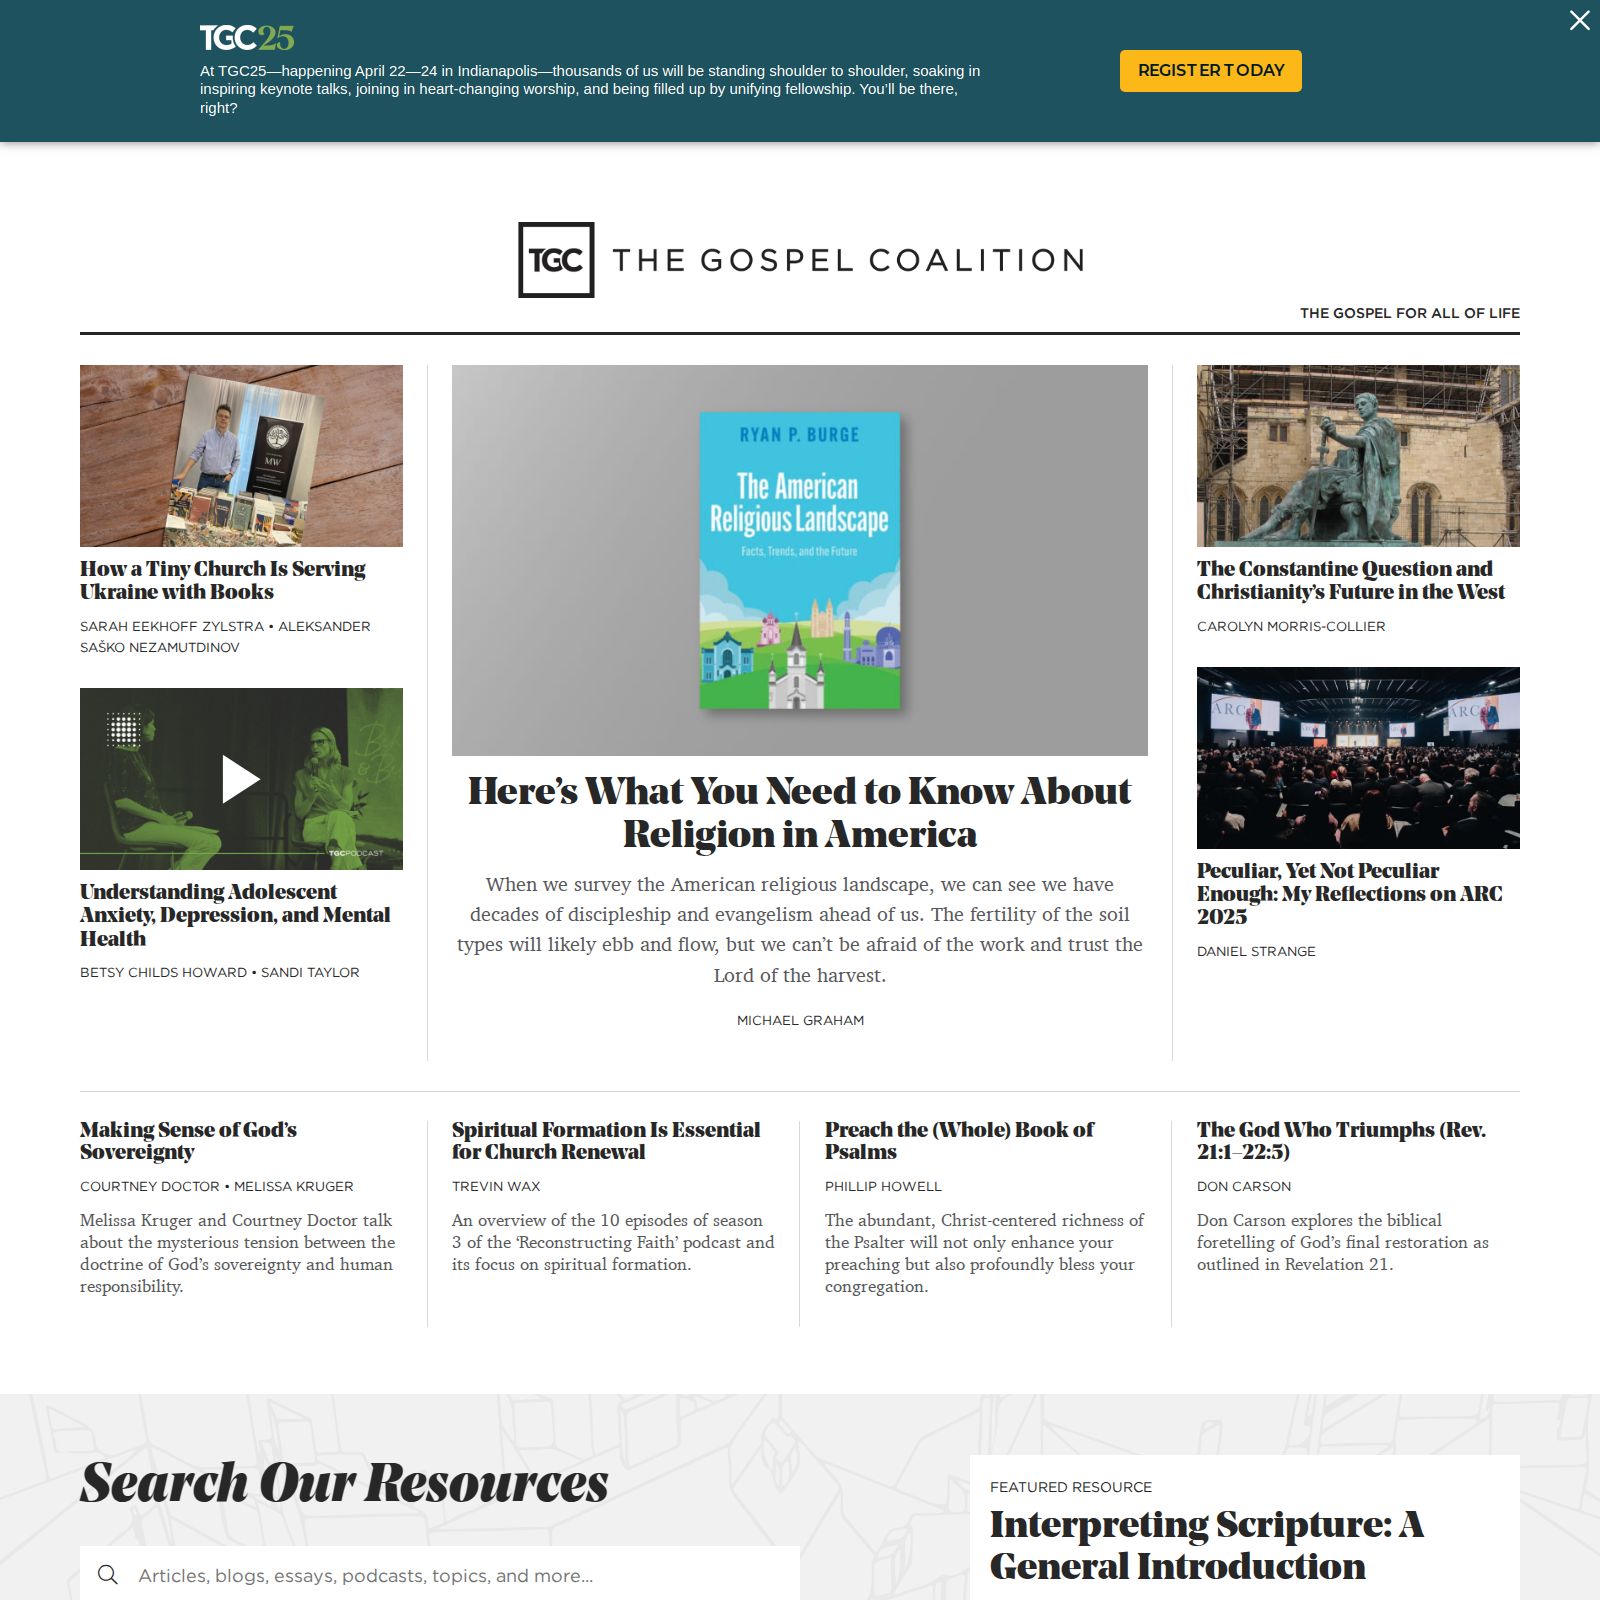 TGC25
At TGC25—happening April 22—24 in Indianapolis—thousands of us will be standing shoulder to shoulder, soaking in
inspiring keynote talks, joining in heart-changing worship, and being filled up by unifying fellowship. You'll be there,
right?
REGISTER TODAY
TGC THE GOSPEL COALITION
THE GOSPEL FOR ALL OF LIFE
MW
How a Tiny Church Is Serving
Ukraine with Books
SARAH EEKHOFF ZYLSTRA • ALEKSANDER
SAŠKO NEZAMUTDINOV
TGCPODCAST
Understanding Adolescent
Anxiety, Depression, and Mental
Health
BETSY CHILDS HOWARD • SANDI TAYLOR
RYAN P. BURGE
The American
Religious Landscape
Facts, Trends, and the Future
Here’s What You Need to Know About
Religion in America
When we survey the American religious landscape, we can see we have
decades of discipleship and evangelism ahead of us. The fertility of the soil
types will likely ebb and flow, but we can’t be afraid of the work and trust the
Lord of the harvest.
MICHAEL GRAHAM
The Constantine Question and
Christianity’s Future in the West
CAROLYN MORRIS-COLLIER
ARC
ARC
Peculiar, Yet Not Peculiar
Enough: My Reflections on ARC
2025
DANIEL STRANGE
Making Sense of God’s
Sovereignty
COURTNEY DOCTOR • MELISSA KRUGER
Melissa Kruger and Courtney Doctor talk
about the mysterious tension between the
doctrine of God’s sovereignty and human
responsibility.
Spiritual Formation Is Essential
for Church Renewal
TREVIN WAX
An overview of the 10 episodes of season
3 of the ‘Reconstructing Faith’ podcast and
its focus on spiritual formation.
Preach the (Whole) Book of
Psalms
PHILLIP HOWELL
The abundant, Christ-centered richness of
the Psalter will not only enhance your
preaching but also profoundly bless your
congregation.
The God Who Triumphs (Rev.
21:1–22:5)
DON CARSON
Don Carson explores the biblical
foretelling of God’s final restoration as
outlined in Revelation 21.
Search Our Resources
Articles, blogs, essays, podcasts, topics, and more...
FEATURED RESOURCE
Interpreting Scripture: A
General Introduction